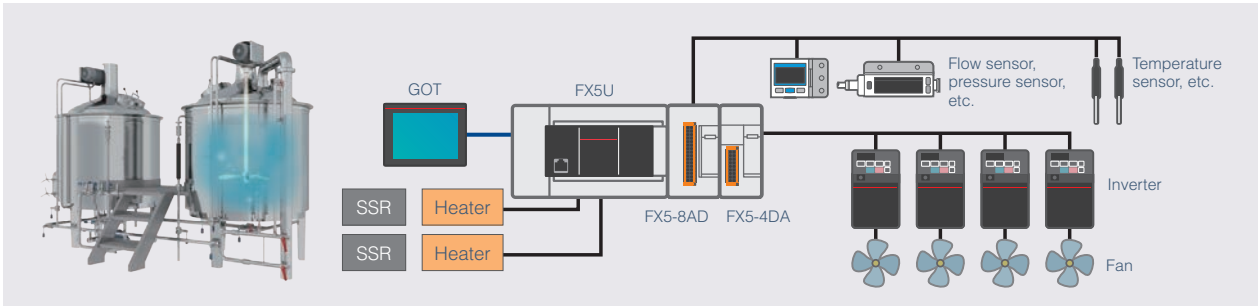 GOT
FX5U
Flow sensor,
pressure sensor,
etc.
Temperature
sensor, etc.
SSR
Heater
SSR
Heater
FX5-8AD
FX5-4DA
Inverter
Fan